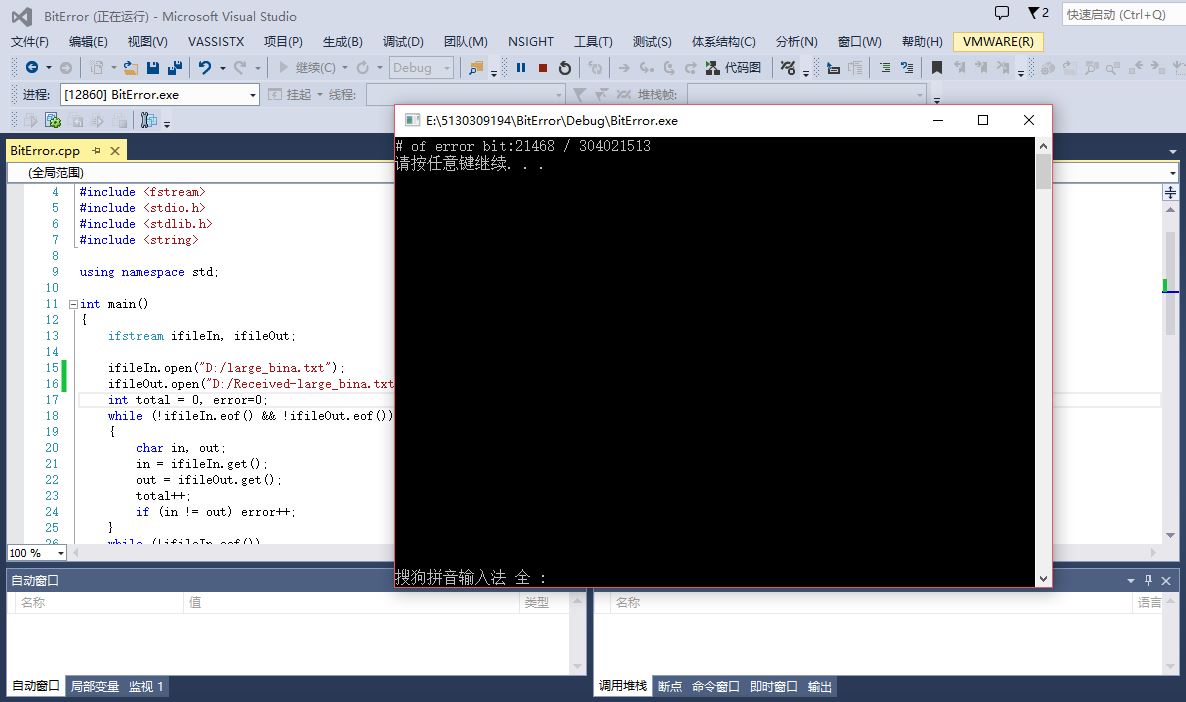 BitError (正在运行) - Microsoft Visual Studio
2
快速启动 (Ctrl+Q)
文件(F) 编辑(E) 视图(V) VASSISTX 项目(P) 生成(B) 调试(D) 团队(M) NSIGHT 工具(T) 测试(S) 体系结构(C) 分析(N) 窗口(W) 帮助(H) VMWARE(R)
继续(C) Debug 代码图
进程: [12860] BitError.exe 挂起 线程: 堆栈帧:
E:\5130309194\BitError\Debug\BitError.exe
# of error bit:21468 / 304021513
请按任意键继续. . .
搜狗拼音输入法 全 :
BitError.cpp
(全局范围)
4 #include <fstream>
5 #include <stdio.h>
6 #include <stdlib.h>
7 #include <string>
8
9 using namespace std;
10
11 int main()
12 {
13 ifstream ifileIn, ifileOut;
14
15 ifileIn.open("D:/large_bina.txt");
16 ifileOut.open("D:/Received-large_bina.txt
17 int total = 0, error=0;
18 while (!ifileIn.eof() && !ifileOut.eof())
19 {
20 char in, out;
21 in = ifileIn.get();
22 out = ifileOut.get();
23 total++;
24 if (in != out) error++;
25 }
26 while (!ifileIn.eof())
100 %
自动窗口
名称 值 类型
名称 语言
自动窗口 局部变量 监视 1
调用堆栈 断点 命令窗口 即时窗口 输出